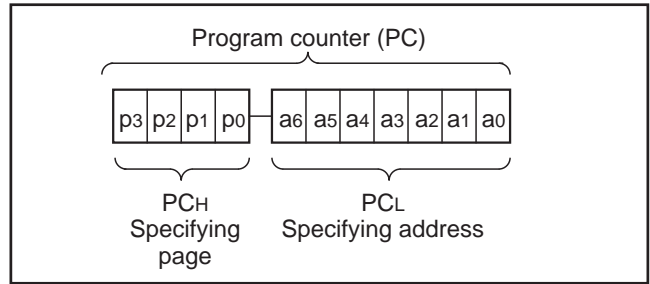 Program counter (PC)
p3 p2 p1 p0 a6 a5 a4 a3 a2 a1 a0
PCH PCL
Specifying page Specifying address